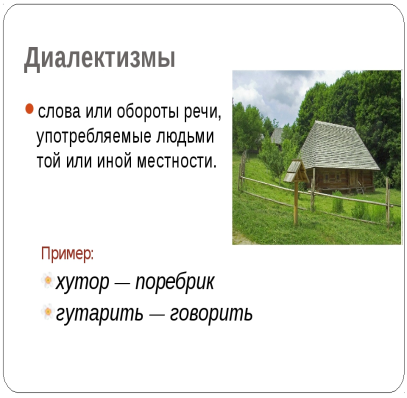 Диалектизмы
слова или обороты речи,
употребляемые людьми
той или иной местности.
Пример:
хутор — поребрик
гутарить — говорить